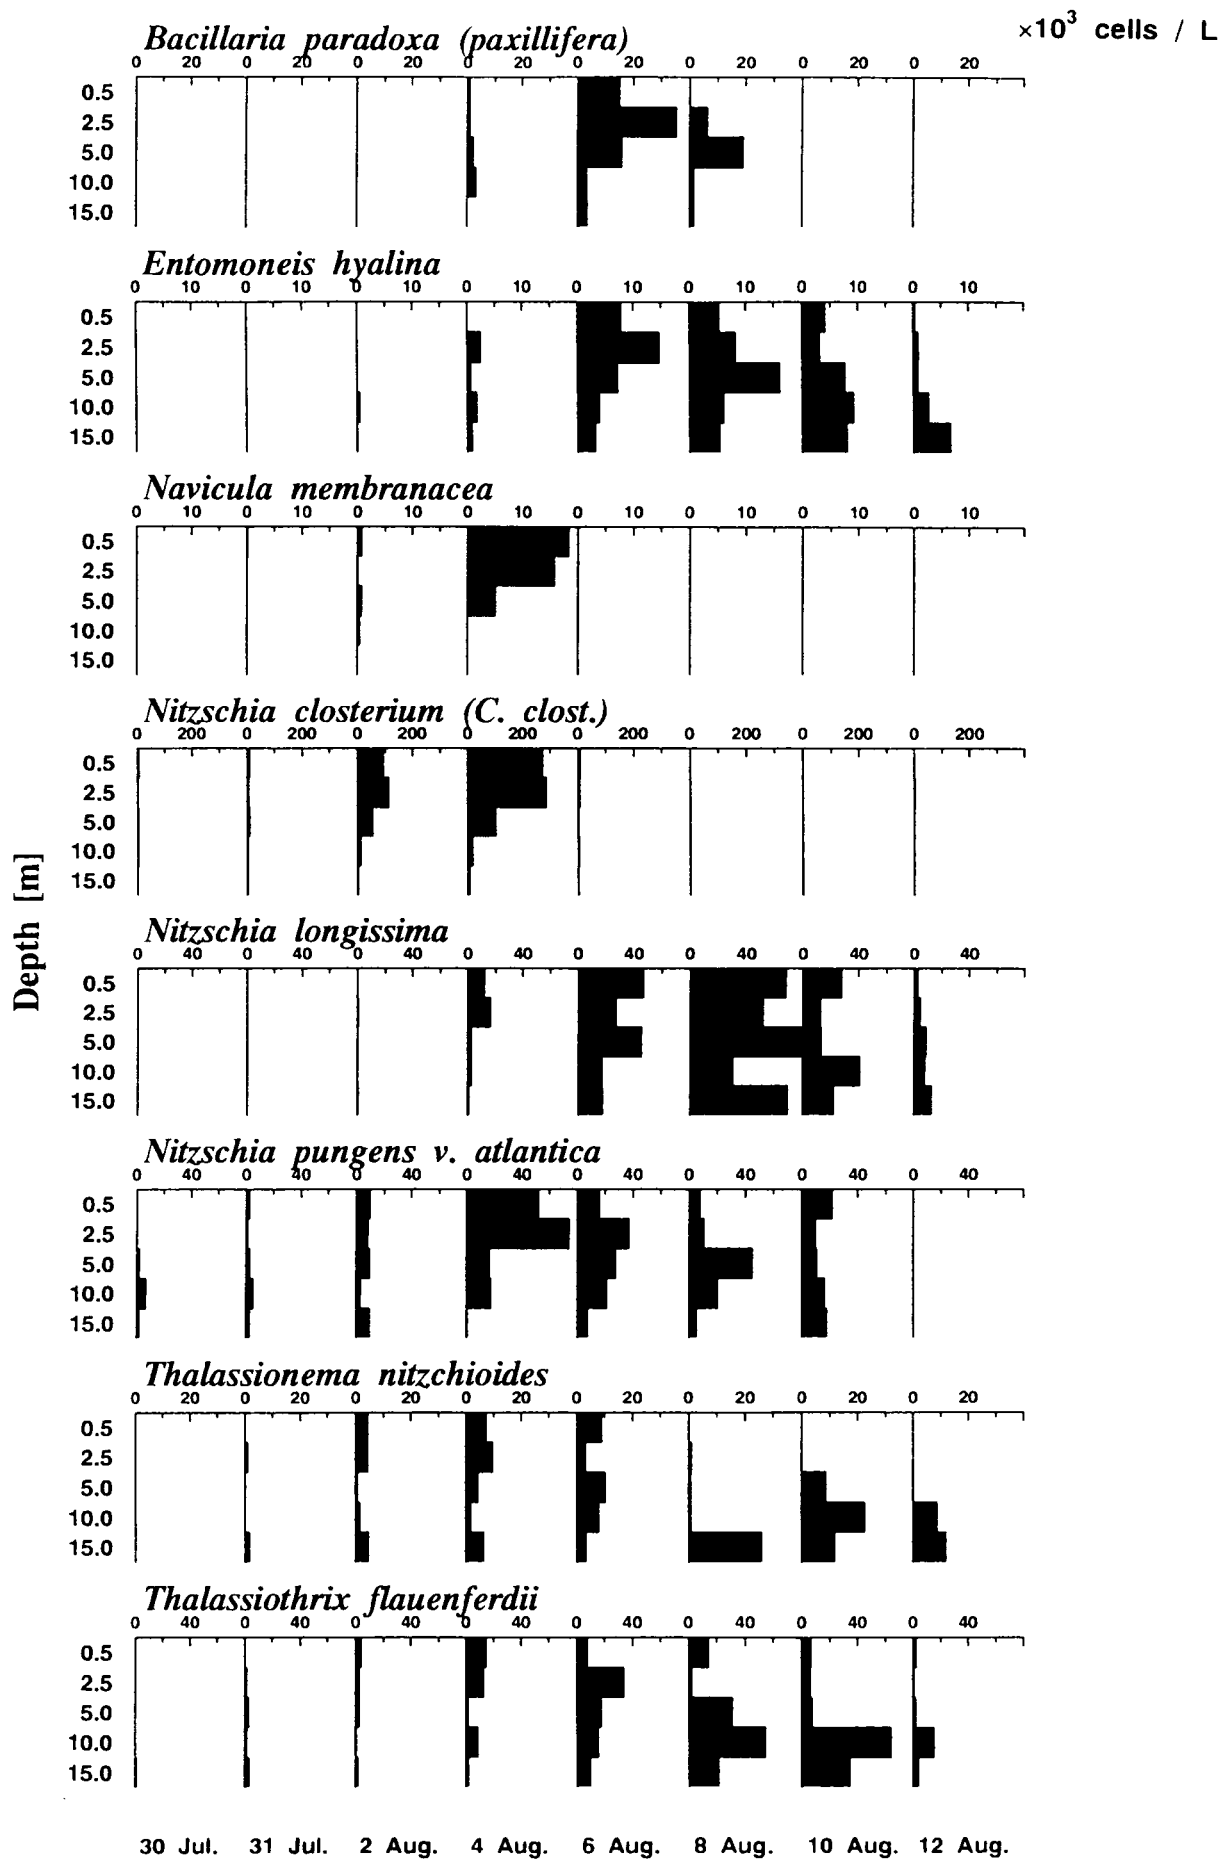 ×10³ cells / L
Bacillaria paradoxa (paxillifera)
0 20 0 20 0 20 0 20 0 20 0 20 0 20 0 20
0.5
2.5
5.0
10.0
15.0
Entomoneis hyalina
0 10 0 10 0 10 0 10 0 10 0 10 0 10 0 10
0.5
2.5
5.0
10.0
15.0
Navicula membranacea
0 10 0 10 0 10 0 10 0 10 0 10 0 10 0 10
0.5
2.5
5.0
10.0
15.0
Nitzschia closterium (C. clost.)
0 200 0 200 0 200 0 200 0 200 0 200 0 200 0 200
0.5
2.5
5.0
10.0
15.0
Depth [m]
Nitzschia longissima
0 40 0 40 0 40 0 40 0 40 0 40 0 40 0 40
0.5
2.5
5.0
10.0
15.0
Nitzschia pungens v. atlantica
0 40 0 40 0 40 0 40 0 40 0 40 0 40 0 40
0.5
2.5
5.0
10.0
15.0
Thalassionema nitzchioides
0 20 0 20 0 20 0 20 0 20 0 20 0 20 0 20
0.5
2.5
5.0
10.0
15.0
Thalassiothrix flauenferdii
0 40 0 40 0 40 0 40 0 40 0 40 0 40 0 40
0.5
2.5
5.0
10.0
15.0
30 Jul. 31 Jul. 2 Aug. 4 Aug. 6 Aug. 8 Aug. 10 Aug. 12 Aug.